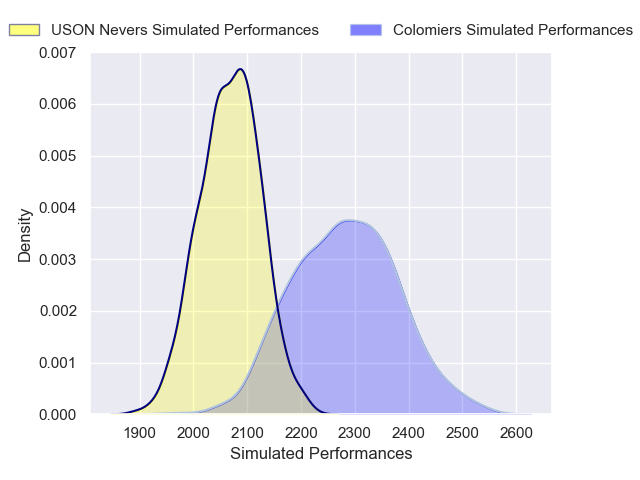 USON Nevers Simulated Performances
Colomiers Simulated Performances
0.007
0.006
0.005
0.004
0.003
0.002
0.001
0.000
Density
1900 2000 2100 2200 2300 2400 2500 2600
Simulated Performances